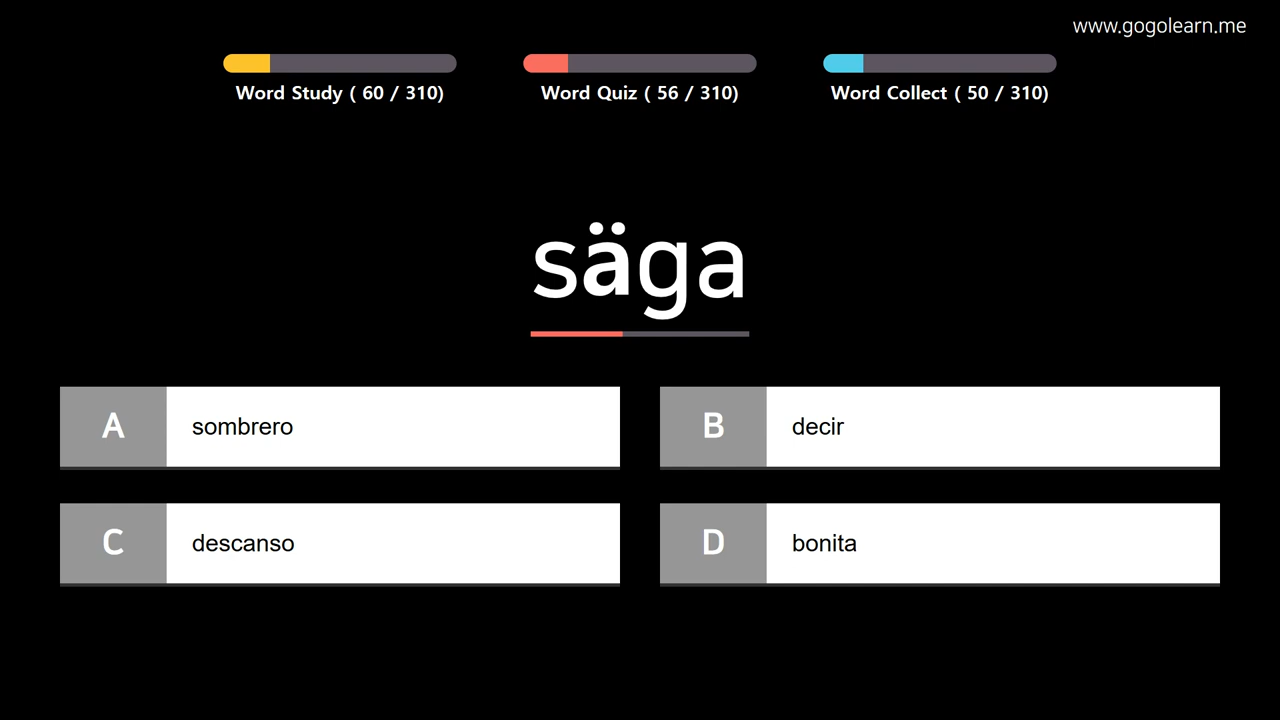 www.gogolearn.me
Word Study ( 60 / 310)
Word Quiz ( 56 / 310)
Word Collect ( 50 / 310)
säga
A sombrero
B decir
C descanso
D bonita